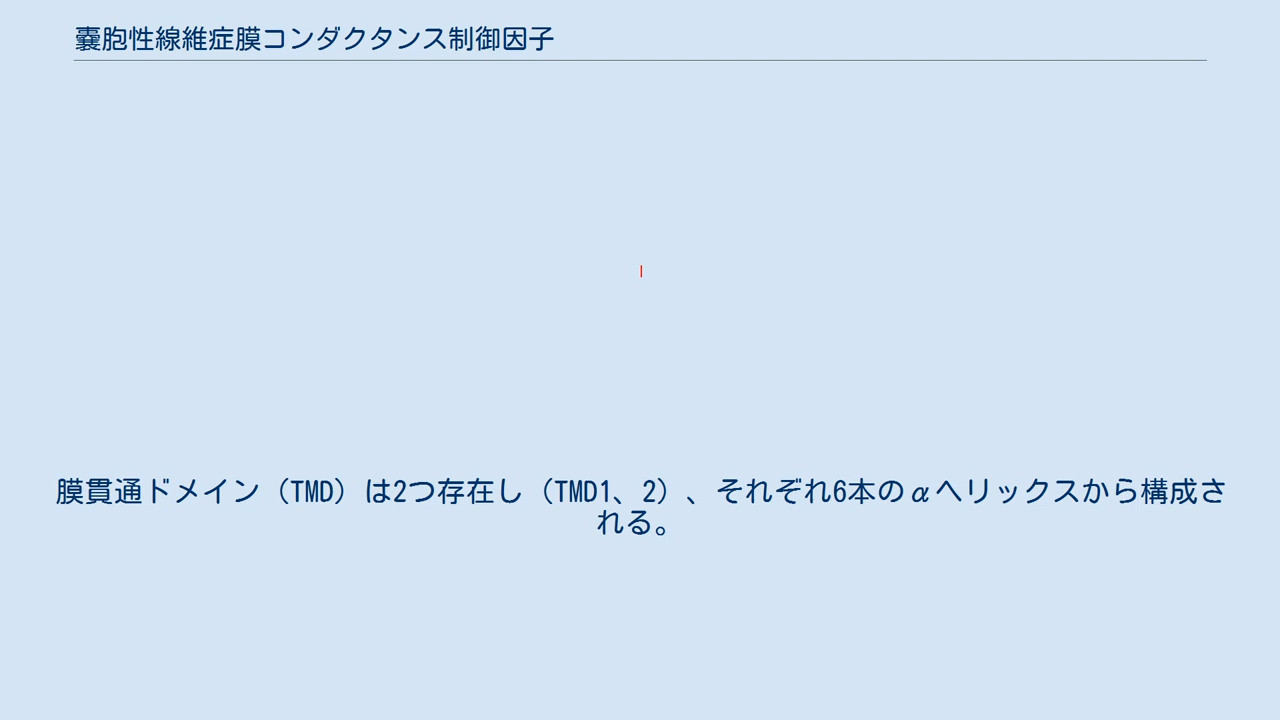 嚢胞性線維症膜コンダクタンス制御因子
膜貫通ドメイン（TMD）は2つ存在し（TMD1、2）、それぞれ6本のαヘリックスから構成さ
れる。